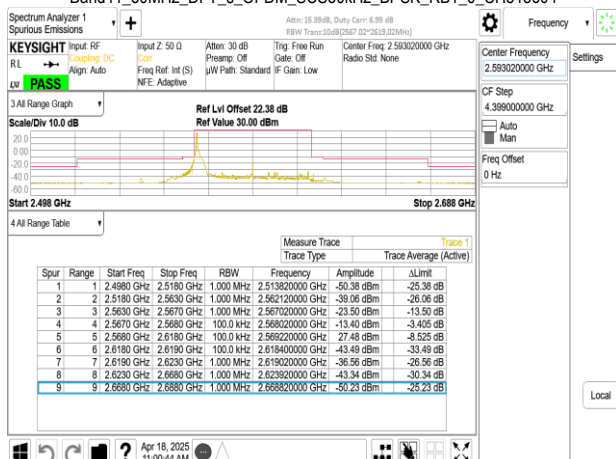 Spectrum Analyzer 1
Spurious Emissions
Attn: 15.39dB, Duty Corr: 6.99 dB
RBW Trans:10dB(2567.02~2619.02MHz)
Frequency
KEYSIGHT Input: RF Input Z: 50 Ω Atten: 30 dB Trig: Free Run Center Freq: 2.593020000 GHz
RL Coupling: DC Corr Preamp: Off Gate: Off Radio Std: None
Align: Auto Freq Ref: Int (S) µW Path: Standard IF Gain: Low
PASS NFE: Adaptive
Center Frequency
2.593020000 GHz
Settings
CF Step
4.399000000 GHz
Auto
Man
Freq Offset
0 Hz
3 All Range Graph
Ref Lvl Offset 22.38 dB
Scale/Div 10.0 dB Ref Value 30.00 dBm
20.0
0.00
-20.0
-40.0
-60.0
Start 2.498 GHz Stop 2.688 GHz
4 All Range Table
Measure Trace Trace 1
Trace Type Trace Average (Active)
Spur Range Start Freq Stop Freq RBW Frequency Amplitude ΔLimit
1 1 2.4980 GHz 2.5180 GHz 1.000 MHz 2.513820000 GHz -50.38 dBm -25.38 dB
2 2 2.5180 GHz 2.5630 GHz 1.000 MHz 2.562120000 GHz -39.06 dBm -26.06 dB
3 3 2.5630 GHz 2.5670 GHz 1.000 MHz 2.567020000 GHz -23.50 dBm -13.50 dB
4 4 2.5670 GHz 2.5680 GHz 100.0 kHz 2.568020000 GHz -13.40 dBm -3.405 dB
5 5 2.5680 GHz 2.6180 GHz 100.0 kHz 2.569220000 GHz 27.48 dBm -8.525 dB
6 6 2.6180 GHz 2.6190 GHz 100.0 kHz 2.618400000 GHz -43.49 dBm -33.49 dB
7 7 2.6190 GHz 2.6230 GHz 1.000 MHz 2.619020000 GHz -36.56 dBm -26.56 dB
8 8 2.6230 GHz 2.6680 GHz 1.000 MHz 2.623920000 GHz -43.34 dBm -30.34 dB
9 9 2.6680 GHz 2.6880 GHz 1.000 MHz 2.668820000 GHz -50.23 dBm -25.23 dB
Local
Apr 18, 2025